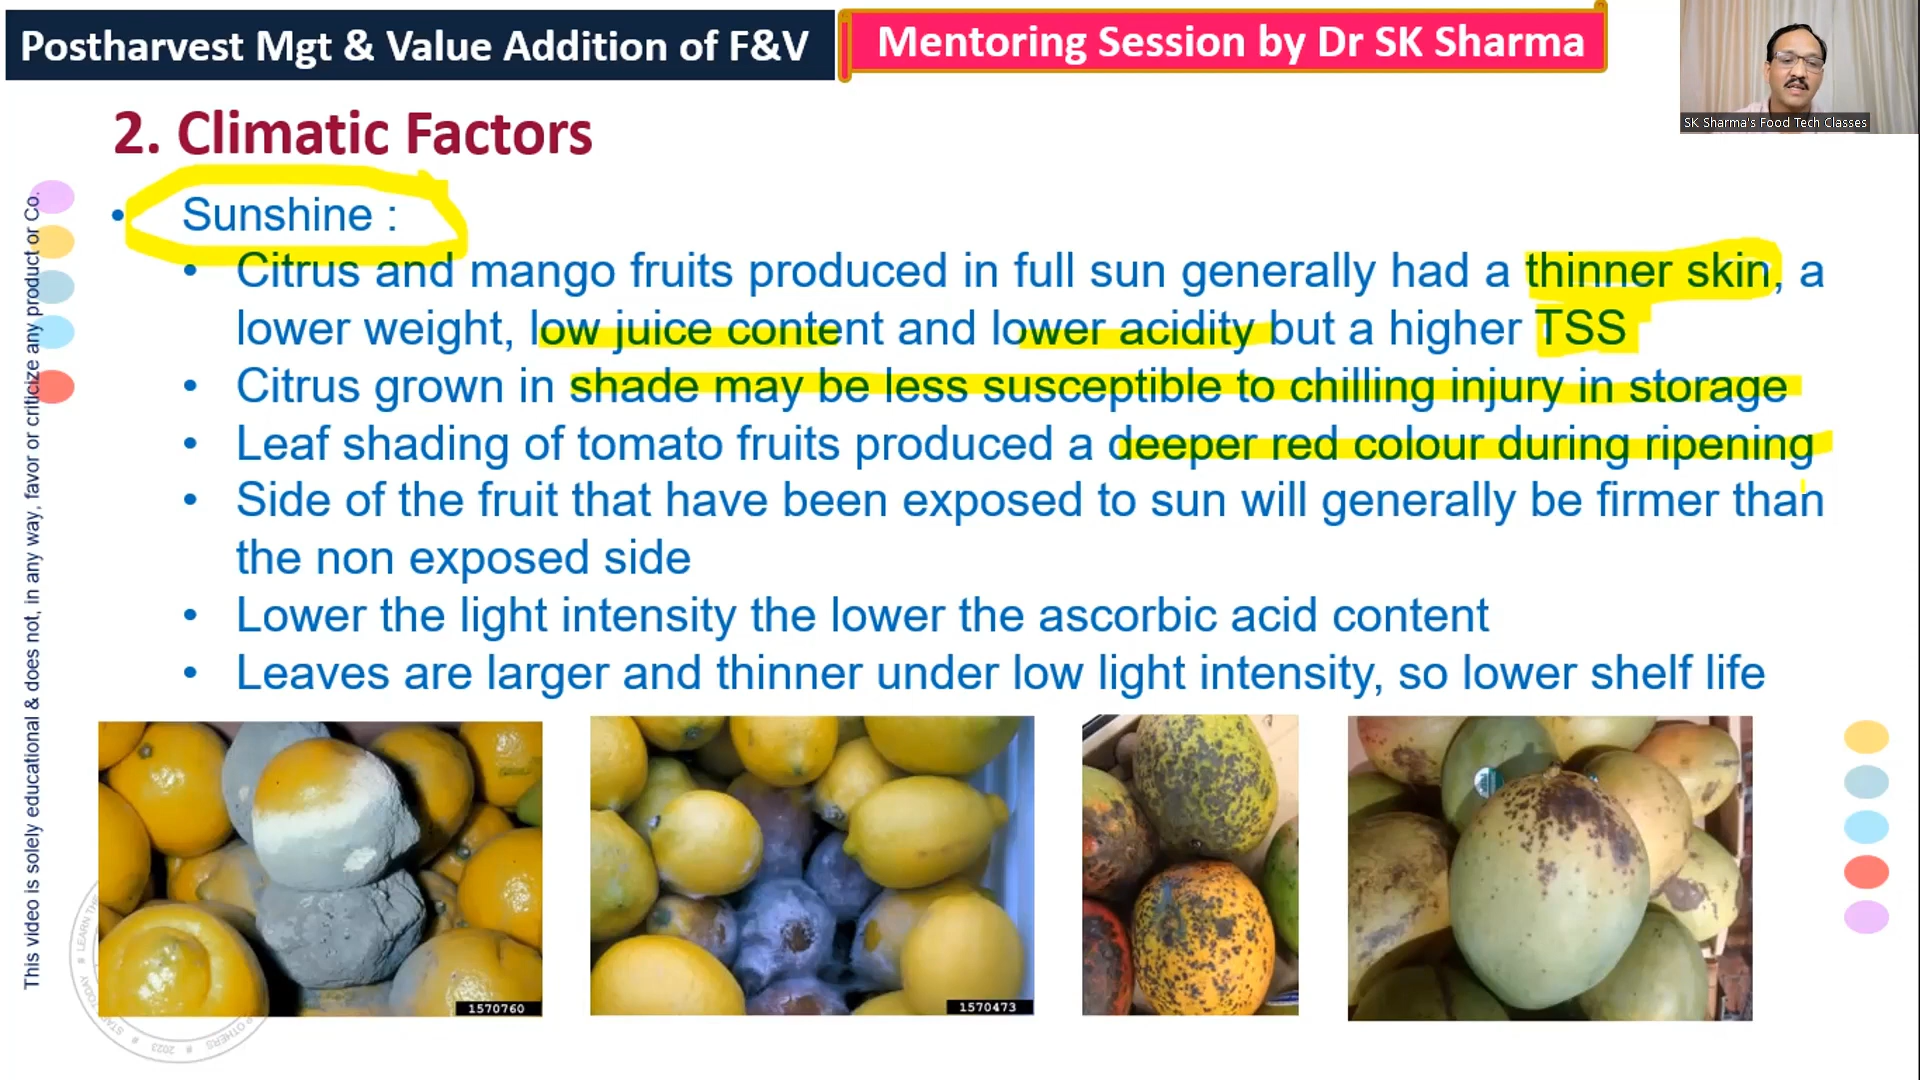 Postharvest Mgt & Value Addition of F&V
Mentoring Session by Dr SK Sharma
SK Sharma's Food Tech Classes
2. Climatic Factors
• Sunshine :
• Citrus and mango fruits produced in full sun generally had a thinner skin, a
lower weight, low juice content and lower acidity but a higher TSS
• Citrus grown in shade may be less susceptible to chilling injury in storage
• Leaf shading of tomato fruits produced a deeper red colour during ripening
• Side of the fruit that have been exposed to sun will generally be firmer than
the non exposed side
• Lower the light intensity the lower the ascorbic acid content
• Leaves are larger and thinner under low light intensity, so lower shelf life
This video is solely educational & does not, in any way, favor or criticize any product or Co.
1570760
1570473
LEARN
2023